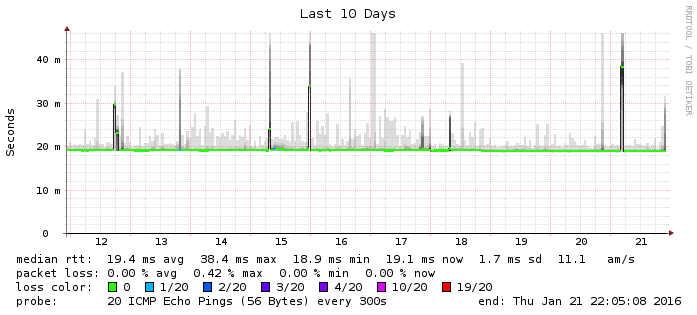 Last 10 Days
RRDTOOL / TOBI OETIKER
Seconds
40 m
30 m
20 m
10 m
0
12 13 14 15 16 17 18 19 20 21
median rtt: 19.4 ms avg 38.4 ms max 18.9 ms min 19.1 ms now 1.7 ms sd 11.1 am/s
packet loss: 0.00 % avg 0.42 % max 0.00 % min 0.00 % now
loss color: 0 1/20 2/20 3/20 4/20 10/20 19/20
probe: 20 ICMP Echo Pings (56 Bytes) every 300s end: Thu Jan 21 22:05:08 2016